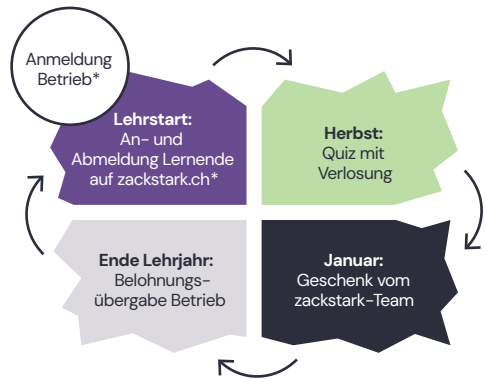 Anmeldung
Betrieb*
Lehrstart:
An- und
Abmeldung Lernende
auf zackstark.ch*
Herbst:
Quiz mit
Verlosung
Januar:
Geschenk vom
zackstark-Team
Ende Lehrjahr:
Belohnungs-
übergabe Betrieb